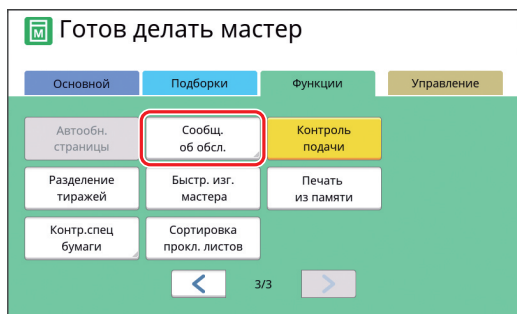 M Готов делать мастер
Основной Подборки Функции Управление
Автообн. Сообщ. Контроль
страницы об обсл. подачи
Разделение Быстр. изг. Печать
тиражей мастера из памяти
Контр.спец Сортировка
бумаги прокл. листов
3/3